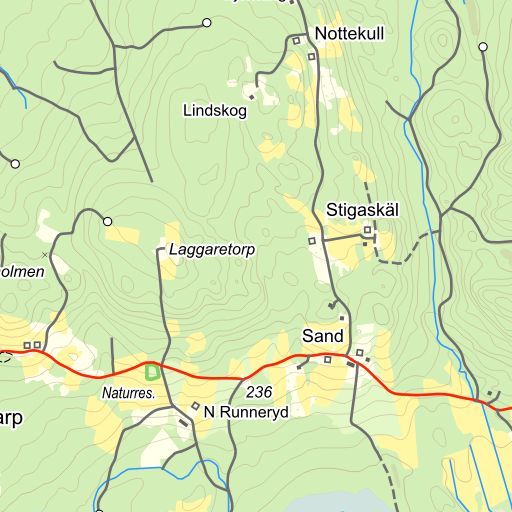 Nottekull
Lindskog
Stigaskäl
Laggaretorp
olmen
Sand
Naturres.
236
N Runneryd
arp